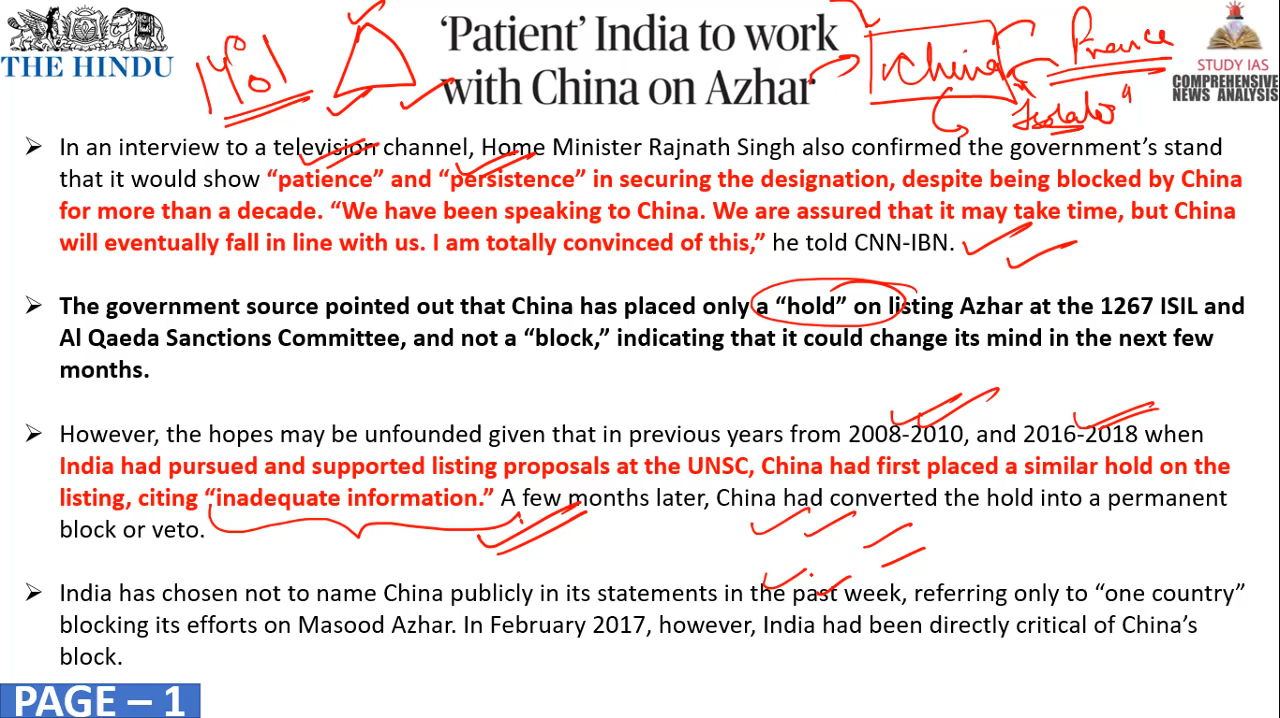 THE HINDU
1901
'Patient' India to work
with China on Azhar
China
France
Isolate
STUDY IAS
COMPREHENSIVE
NEWS ANALYSIS
➢ In an interview to a television channel, Home Minister Rajnath Singh also confirmed the government's stand
that it would show "patience" and "persistence" in securing the designation, despite being blocked by China
for more than a decade. "We have been speaking to China. We are assured that it may take time, but China
will eventually fall in line with us. I am totally convinced of this," he told CNN-IBN.
➢ The government source pointed out that China has placed only a "hold" on listing Azhar at the 1267 ISIL and
Al Qaeda Sanctions Committee, and not a "block," indicating that it could change its mind in the next few
months.
➢ However, the hopes may be unfounded given that in previous years from 2008-2010, and 2016-2018 when
India had pursued and supported listing proposals at the UNSC, China had first placed a similar hold on the
listing, citing "inadequate information." A few months later, China had converted the hold into a permanent
block or veto.
➢ India has chosen not to name China publicly in its statements in the past week, referring only to "one country"
blocking its efforts on Masood Azhar. In February 2017, however, India had been directly critical of China's
block.
PAGE – 1